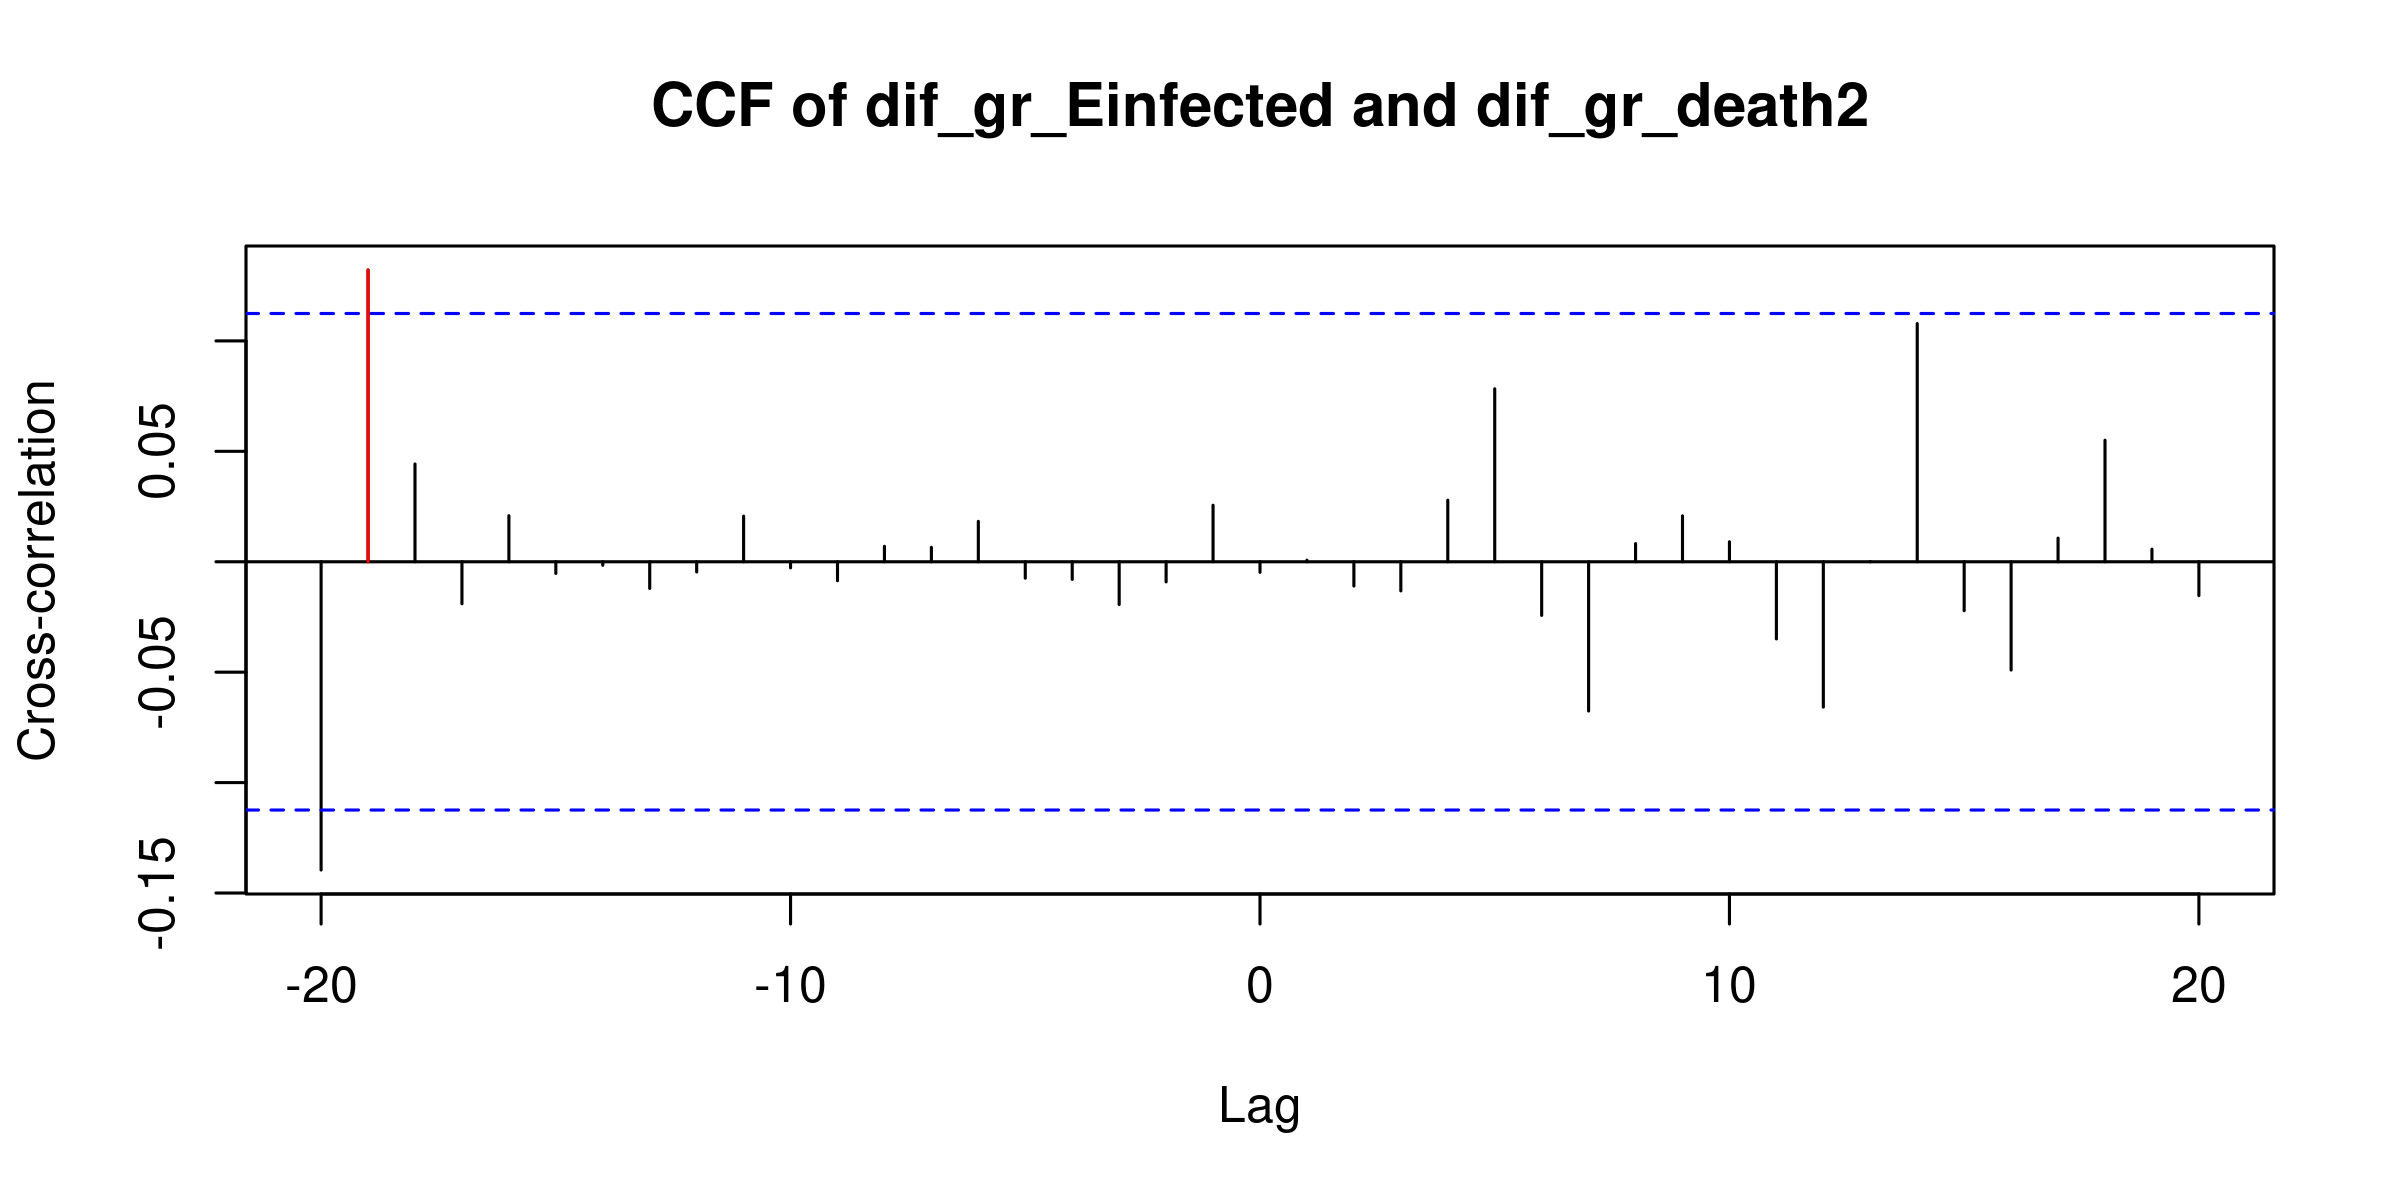 CCF of dif_gr_Einfected and dif_gr_death2
Cross-correlation
0.05
-0.05
-0.15
-20 -10 0 10 20
Lag